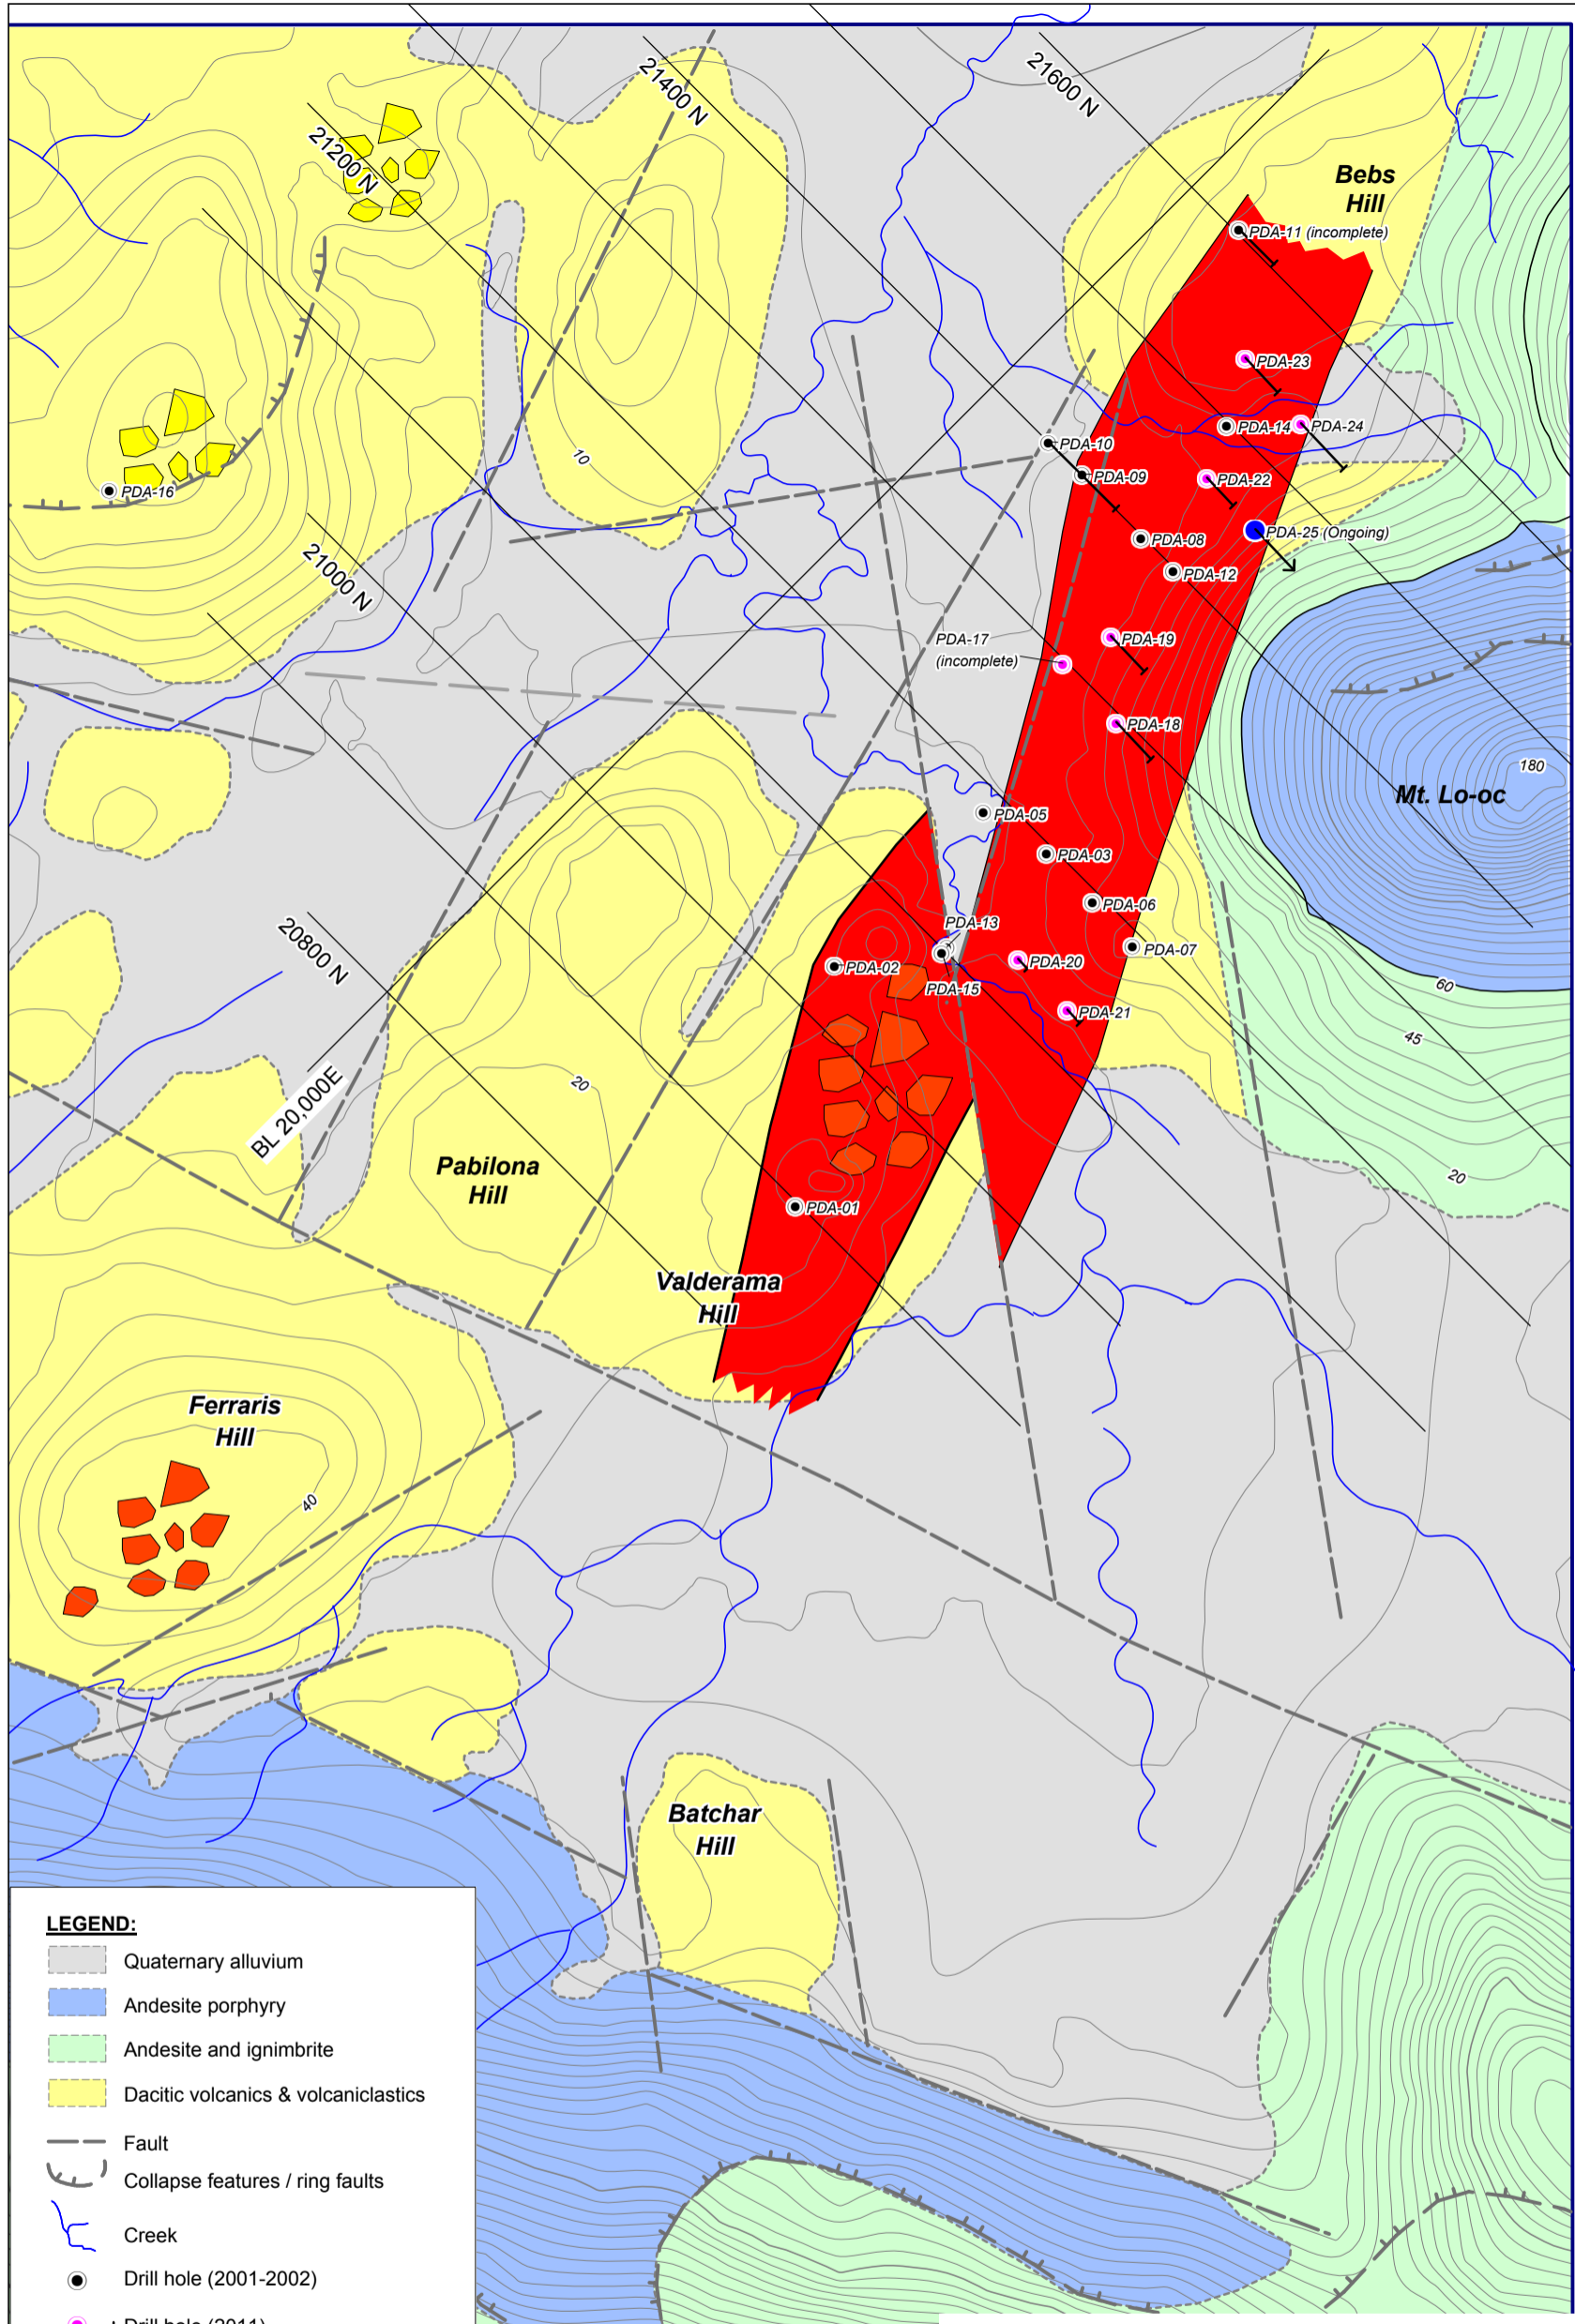 21600 N
21400 N
21200 N
Bebs
Hill
PDA-11 (incomplete)
PDA-23
PDA-14
PDA-24
PDA-10
10
PDA-09
PDA-22
PDA-16
PDA-25 (Ongoing)
PDA-08
21000 N
PDA-12
PDA-17
(incomplete)
PDA-19
PDA-18
180
Mt. Lo-oc
PDA-05
PDA-03
PDA-06
PDA-13
20800 N
PDA-07
PDA-02
PDA-20
PDA-15
60
PDA-21
45
20
BL 20,000E
Pabilona
Hill
20
PDA-01
Valderama
Hill
Ferraris
Hill
40
Batchar
Hill
LEGEND:
Quaternary alluvium
Andesite porphyry
Andesite and ignimbrite
Dacitic volcanics & volcaniclastics
Fault
Collapse features / ring faults
Creek
Drill hole (2001-2002)
Drill hole (2011)